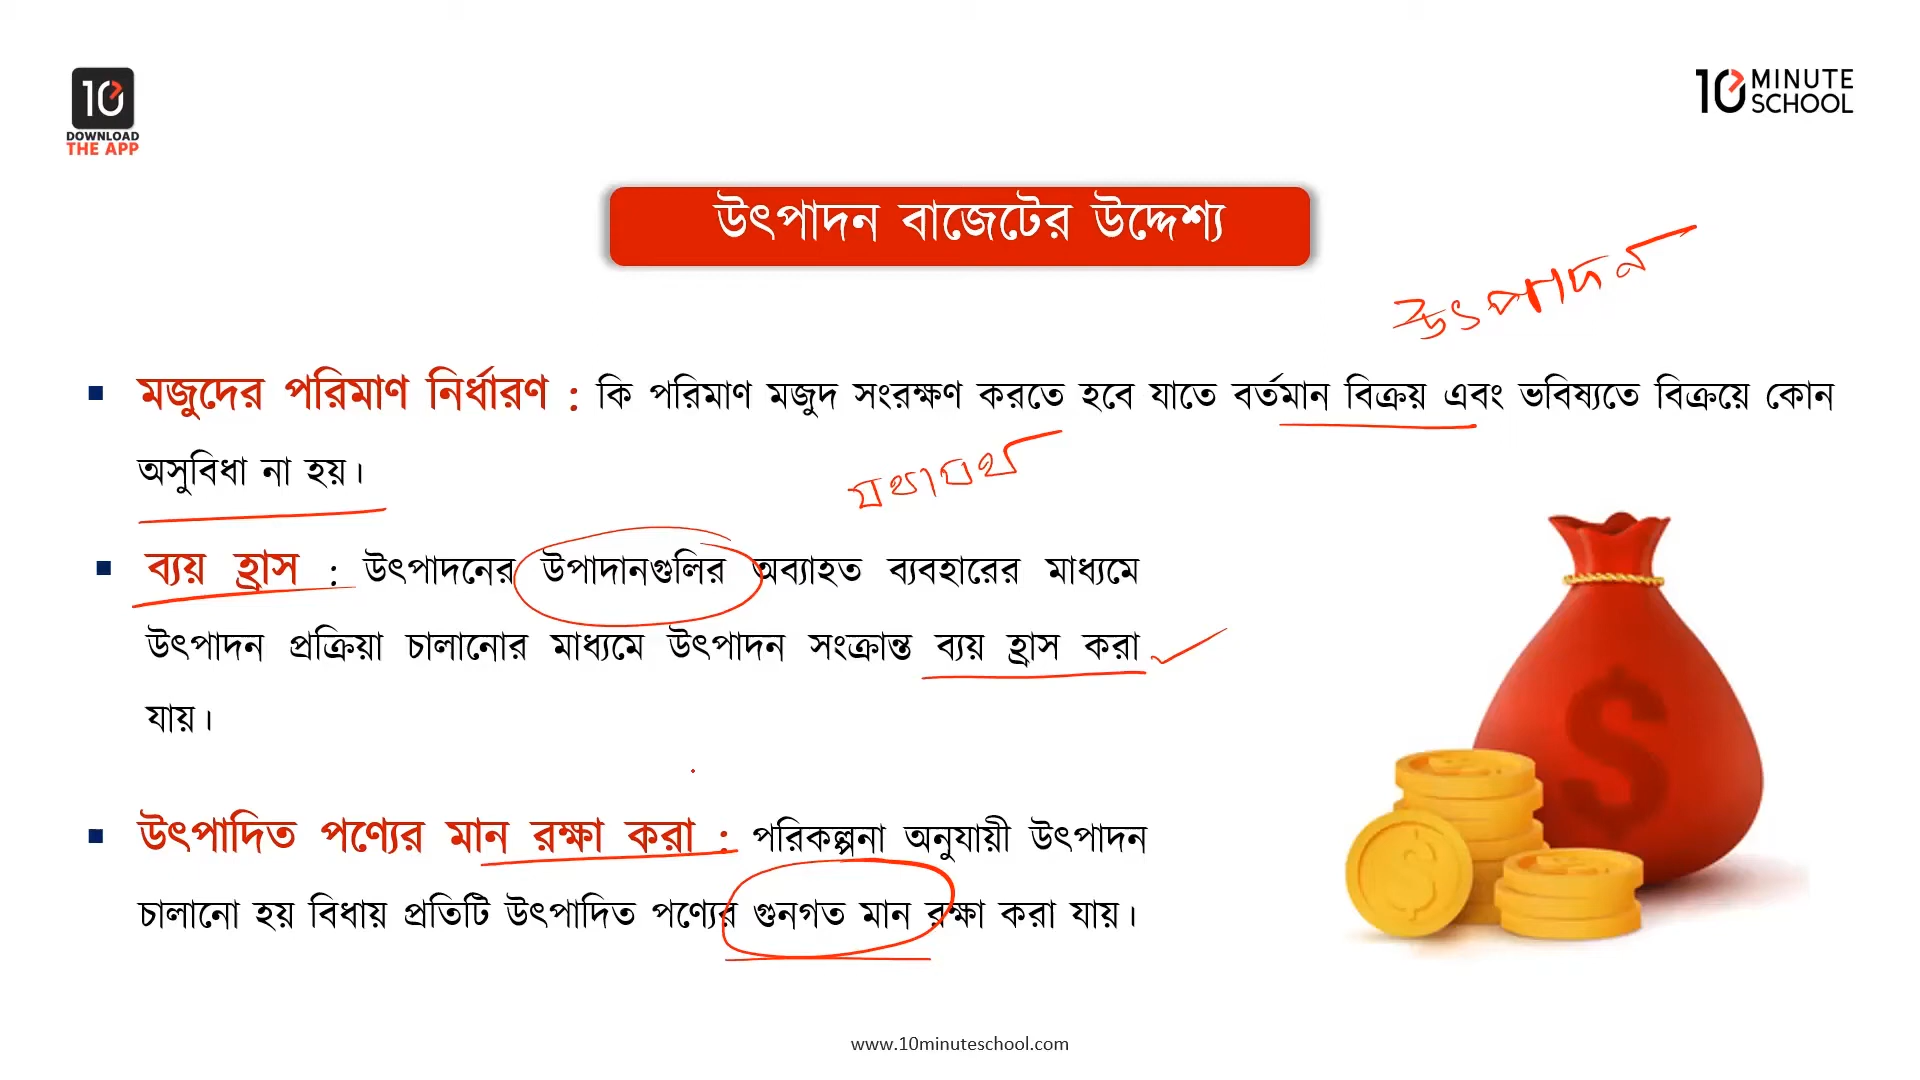 10
DOWNLOAD
THE APP
10 MINUTE
SCHOOL
উৎপাদন বাজেটের উদ্দেশ্য
উৎপাদন
▪ মজুদের পরিমাণ নির্ধারণ : কি পরিমাণ মজুদ সংরক্ষণ করতে হবে যাতে বর্তমান বিক্রয় এবং ভবিষ্যতে বিক্রয়ে কোন
অসুবিধা না হয়।
যথাযথ
▪ ব্যয় হ্রাস : উৎপাদনের উপাদানগুলির অব্যাহত ব্যবহারের মাধ্যমে
উৎপাদন প্রক্রিয়া চালানোর মাধ্যমে উৎপাদন সংক্রান্ত ব্যয় হ্রাস করা
যায়।
▪ উৎপাদিত পণ্যের মান রক্ষা করা : পরিকল্পনা অনুযায়ী উৎপাদন
চালানো হয় বিধায় প্রতিটি উৎপাদিত পণ্যের গুনগত মান রক্ষা করা যায়।
$
$
www.10minuteschool.com